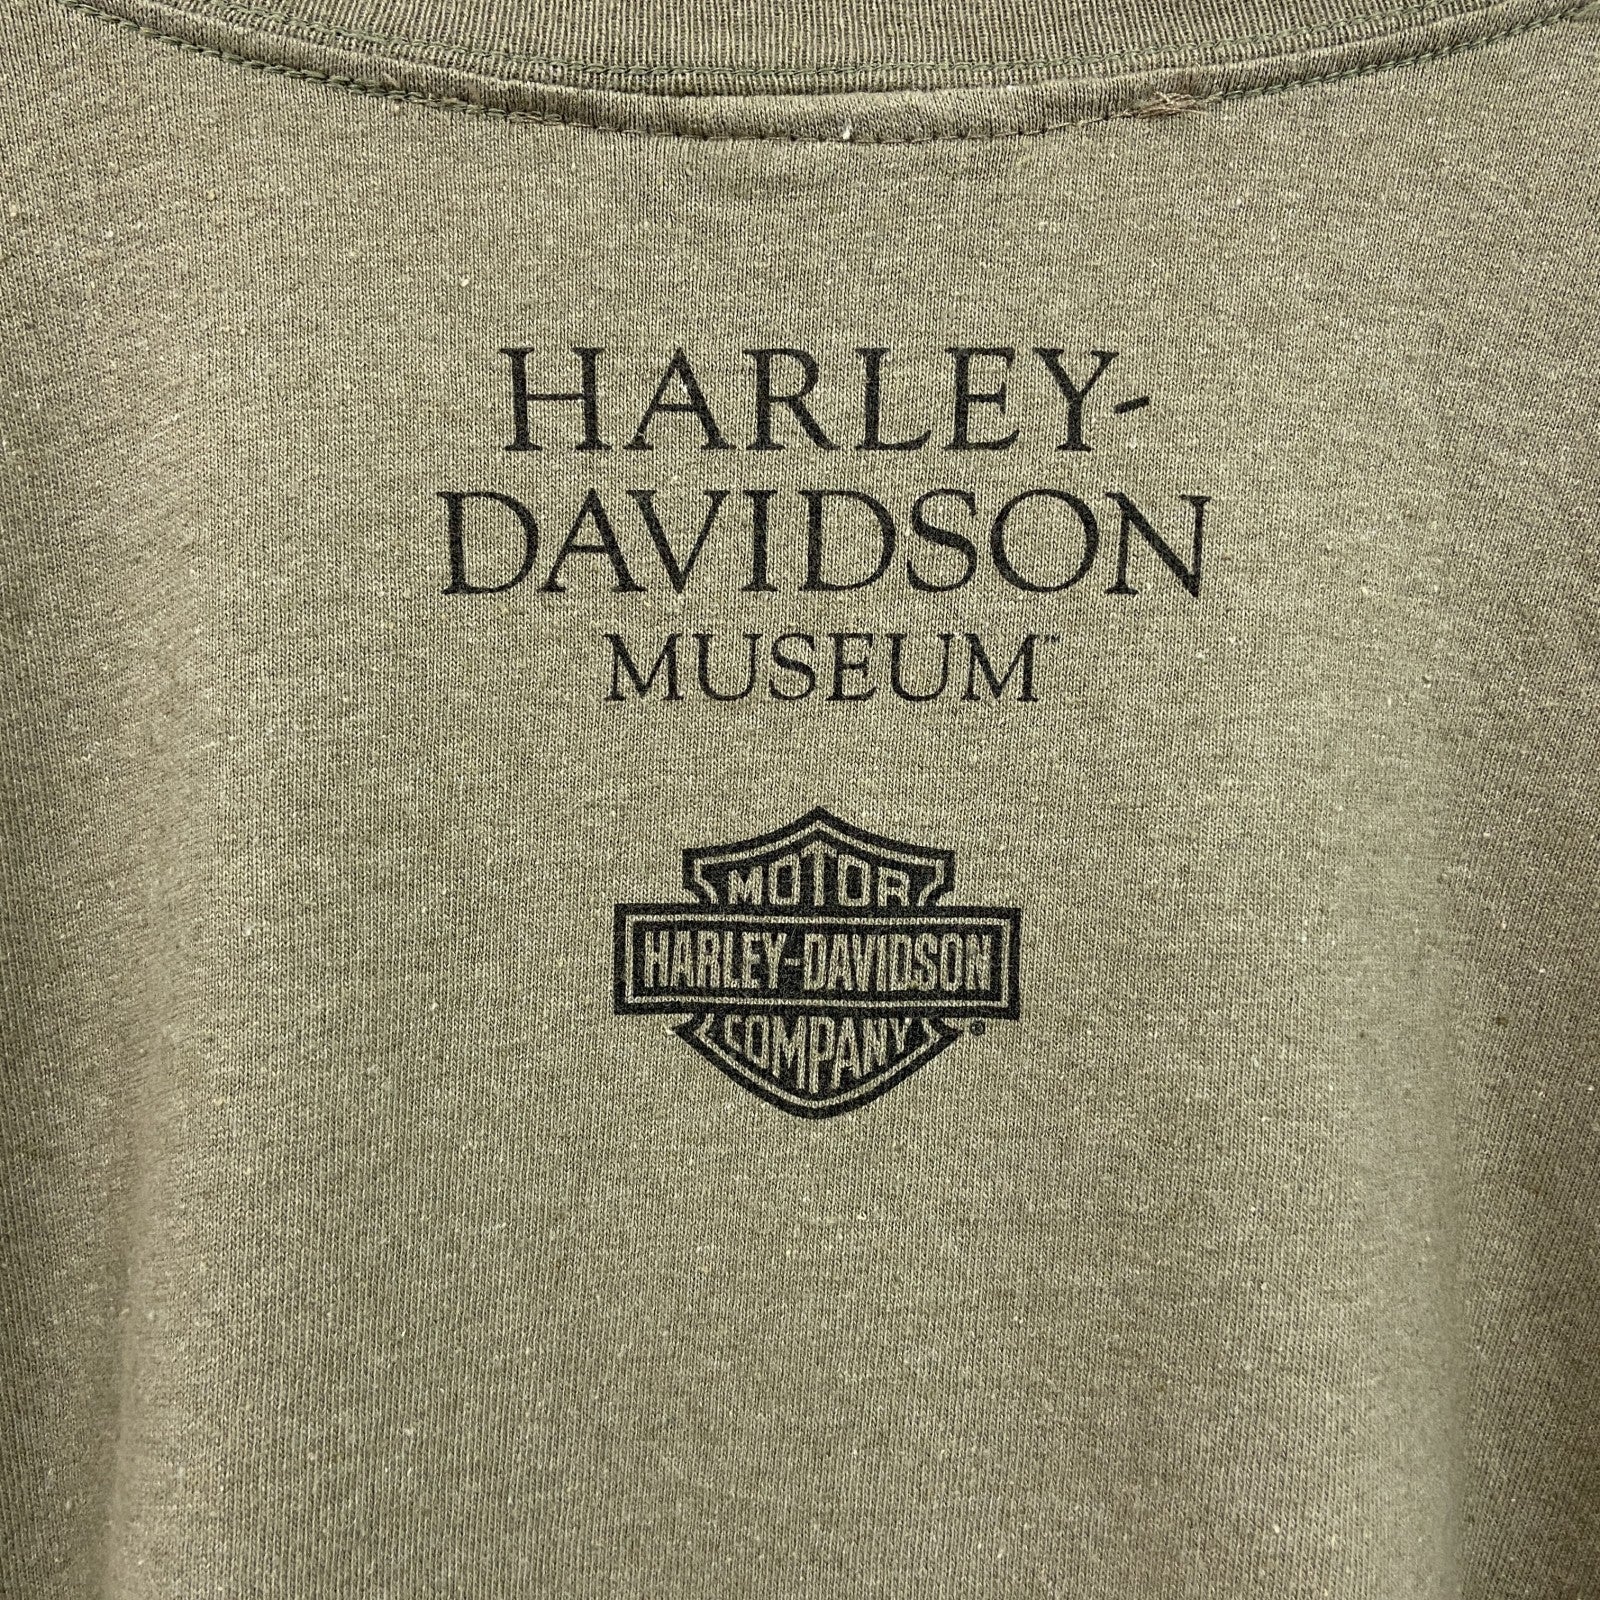 HARLEY-
DAVIDSON
MUSEUM™
MOTOR
HARLEY-DAVIDSON
COMPANY
®